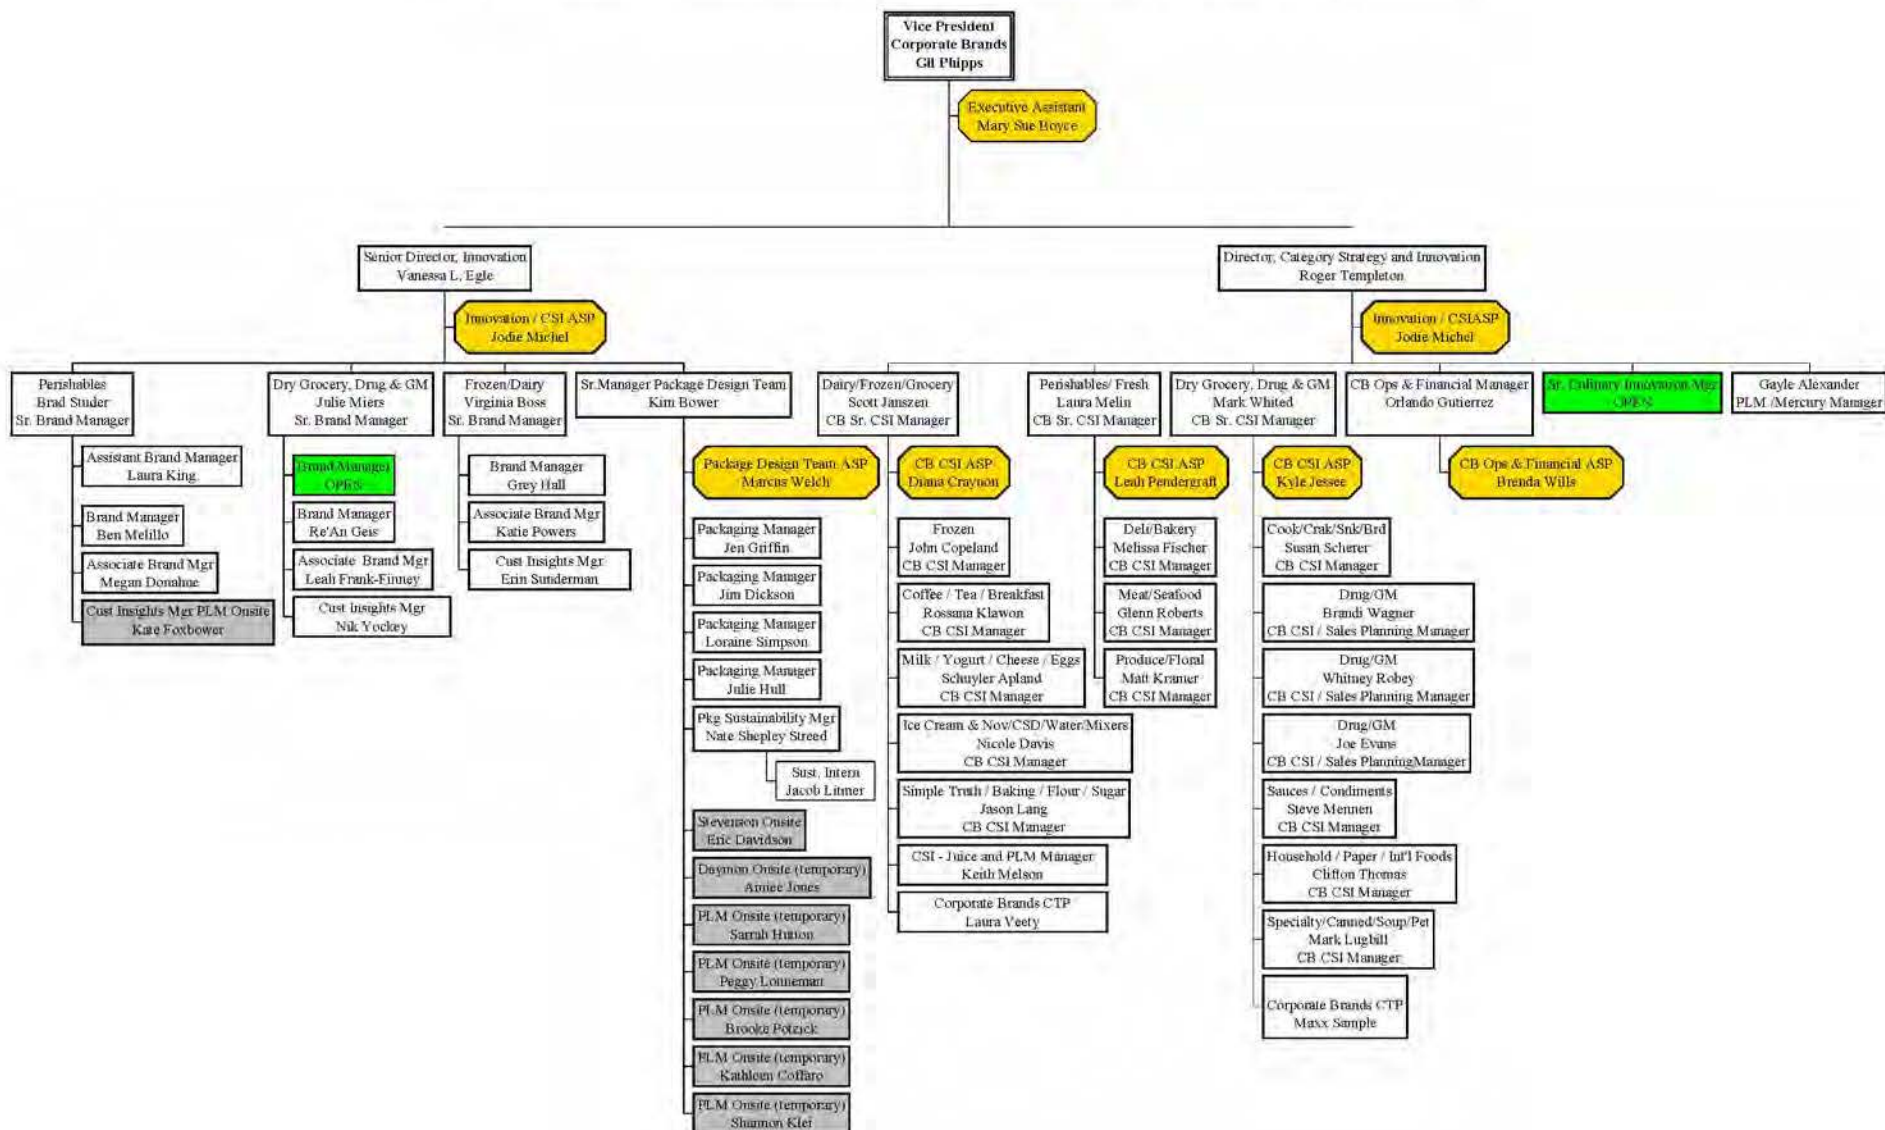 Vice President
Corporate Brands
Gil Phipps
Executive Assistant
Mary Sue Boyce
Senior Director, Innovation
Vanessa L. Egle
Director, Category Strategy and Innovation
Roger Templeton
Innovation / CSI ASP
Jodie Michel
Innovation / CSIASP
Jodie Michel
Perishables
Brad Studer
Sr. Brand Manager
Dry Grocery, Drug & GM
Julie Miers
Sr. Brand Manager
Frozen/Dairy
Virginia Boss
Sr. Brand Manager
Sr.Manager Package Design Team
Kim Bower
Dairy/Frozen/Grocery
Scott Janszen
CB Sr. CSI Manager
Perishables/ Fresh
Laura Melin
CB Sr. CSI Manager
Dry Grocery, Drug & GM
Mark Whited
CB Sr. CSI Manager
CB Ops & Financial Manager
Orlando Gutierrez
Sr. Culinary Innovation Mgr
OPEN
Gayle Alexander
PLM /Mercury Manager
Assistant Brand Manager
Laura King
Brand Manager
Ben Melillo
Associate Brand Mgr
Megan Donahue
Cust Insights Mgr PLM Onsite
Kate Foxbower
Brand Manager
OPEN
Brand Manager
Re'An Geis
Associate Brand Mgr
Leah Frank-Finney
Cust Insights Mgr
Nik Yockey
Brand Manager
Grey Hall
Associate Brand Mgr
Katie Powers
Cust Insights Mgr
Erin Sunderman
Package Design Team ASP
Marcus Welch
Packaging Manager
Jen Griffin
Packaging Manager
Jim Dickson
Packaging Manager
Loraine Simpson
Packaging Manager
Julie Hull
Pkg Sustainability Mgr
Nate Shepley Streed
Sust. Intern
Jacob
Stevenson Onsite
Eric Davidson
Daymon Onsite (temporary)
Aimee Jones
PLM Onsite (temporary)
Sarrah Hutton
PLM Onsite (temporary)
Peggy Lonneman
PLM Onsite (temporary)
Brooke
PLM Onsite (temporary)
Kathleen Coffaro
PLM Onsite (temporary)
Shannon Klei
CB CSI ASP
Diana Craynon
Frozen
John Copeland
CB CSI Manager
Coffee / Tea / Breakfast
Rossana Klawon
CB CSI Manager
Milk / Yogurt / Cheese / Eggs
Schuyler Apland
CB CSI Manager
Ice Cream & Nov/CSD/Water/Mixers
Nicole Davis
CB CSI Manager
Simple Truth / Baking / Flour / Sugar
Jason Lang
CB CSI Manager
CSI - Juice and PLM Manager
Keith Melson
Corporate Brands CTP
Laura Veety
CB CSI ASP
Leah Pendergraft
Deli/Bakery
Melissa Fischer
CB CSI Manager
Meat/Seafood
Glenn Roberts
CB CSI Manager
Produce/Floral
Matt Kramer
CB CSI Manager
CB CSI ASP
Kyle Jessee
Cook/Crak/Snk/Brd
Susan Scherer
CB CSI Manager
Drug/GM
Brandi Wagner
CB CSI / Sales Planning Manager
Drug/GM
Whitney Robey
CB CSI / Sales Planning Manager
Drug/GM
Joe Evans
CB CSI / Sales PlanningManager
Sauces / Condiments
Steve Mennen
CB CSI Manager
Household / Paper / Int'l Foods
Clifton Thomas
CB CSI Manager
Specialty/Canned/Soup/Pet
Mark Lugbill
CB CSI Manager
Corporate Brands CTP
Maxx Sample
CB Ops & Financial ASP
Brenda Wills